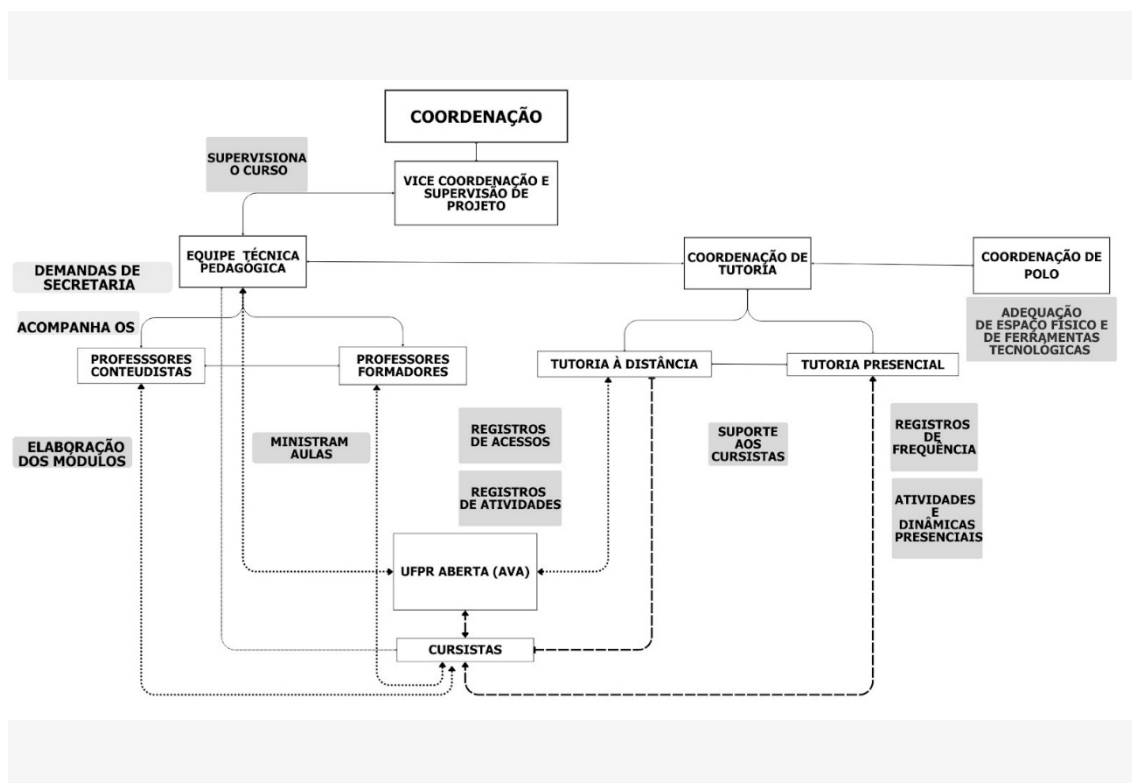 COORDENAÇÃO
SUPERVISIONA
O CURSO
VICE COORDENAÇÃO E
SUPERVISÃO DE
PROJETO
EQUIPE TÉCNICA
PEDAGÓGICA
COORDENAÇÃO DE
TUTORIA
COORDENAÇÃO DE
POLO
DEMANDAS DE
SECRETARIA
ADEQUAÇÃO
DE ESPAÇO FÍSICO E
DE FERRAMENTAS
TECNOLÓGICAS
ACOMPANHA OS
PROFESSSORES
CONTEUDISTAS
PROFESSORES
FORMADORES
TUTORIA À DISTÂNCIA
TUTORIA PRESENCIAL
ELABORAÇÃO
DOS MÓDULOS
MINISTRAM
AULAS
REGISTROS
DE ACESSOS
SUPORTE
AOS
CURSISTAS
REGISTROS
DE
FREQUÊNCIA
REGISTROS
DE ATIVIDADES
ATIVIDADES
E
DINÂMICAS
PRESENCIAIS
UFPR ABERTA (AVA)
CURSISTAS